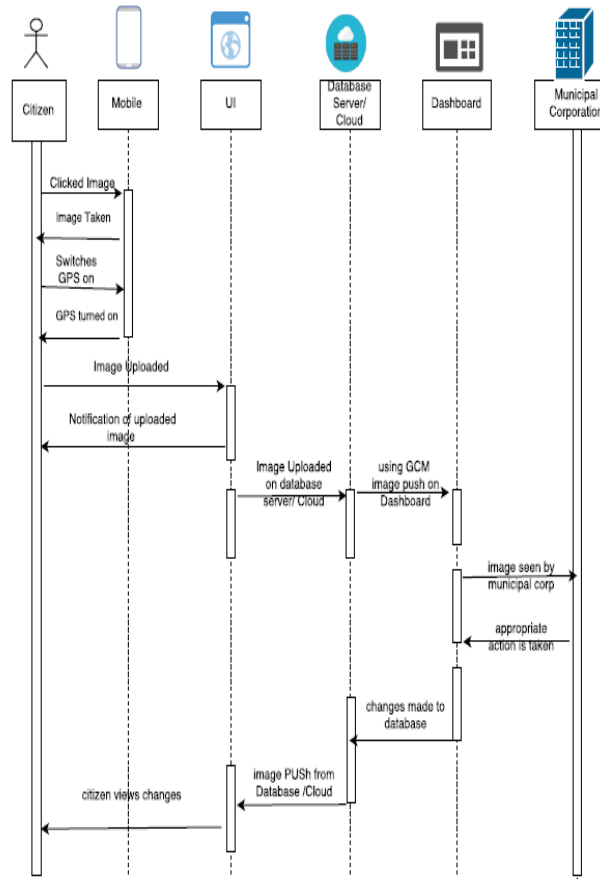 Citizen
Mobile
UI
Database
Server/
Cloud
Dashboard
Municipal
Corporation
Clicked Image
Image Taken
Switches
GPS on
GPS turned on
Image Uploaded
Notification of uploaded
image
Image Uploaded
on database
server/ Cloud
using GCM
image push on
Dashboard
image seen by
municipal corp
appropriate
action is taken
changes made to
database
image PUSh from
Database /Cloud
citizen views changes